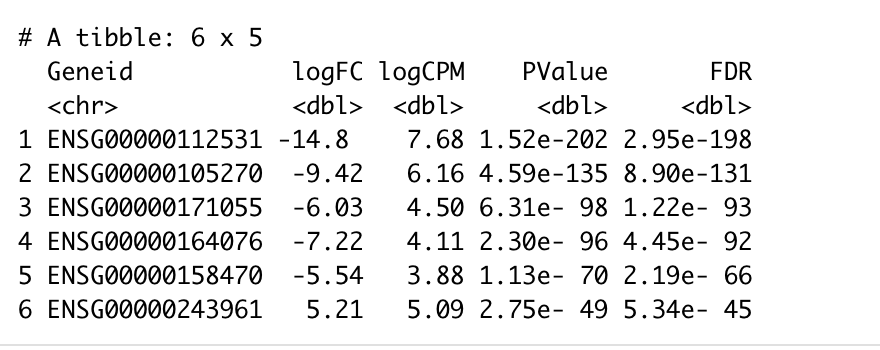 # A tibble: 6 x 5
  Geneid           logFC logCPM    PValue       FDR
  <chr>            <dbl>  <dbl>     <dbl>     <dbl>
1 ENSG00000112531 -14.8    7.68 1.52e-202 2.95e-198
2 ENSG00000105270  -9.42   6.16 4.59e-135 8.90e-131
3 ENSG00000171055  -6.03   4.50 6.31e- 98 1.22e- 93
4 ENSG00000164076  -7.22   4.11 2.30e- 96 4.45e- 92
5 ENSG00000158470  -5.54   3.88 1.13e- 70 2.19e- 66
6 ENSG00000243961   5.21   5.09 2.75e- 49 5.34e- 45